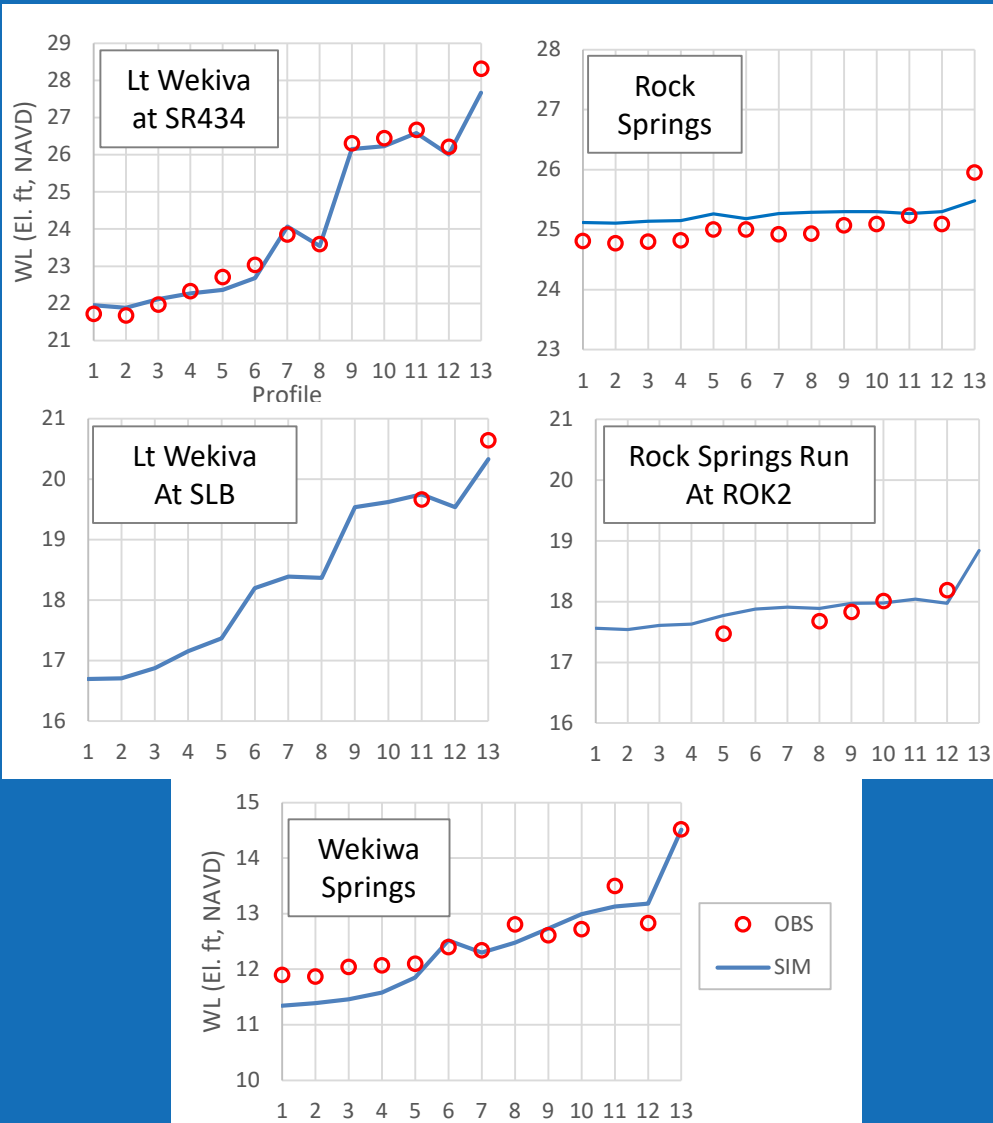 Lt Wekiva
at SR434
WL (El. ft, NAVD)
29
28
27
26
25
24
23
22
21
1 2 3 4 5 6 7 8 9 10 11 12 13
Profile
Rock
Springs
28
27
26
25
24
23
1 2 3 4 5 6 7 8 9 10 11 12 13
Lt Wekiva
At SLB
21
20
19
18
17
16
1 2 3 4 5 6 7 8 9 10 11 12 13
Rock Springs Run
At ROK2
21
20
19
18
17
16
1 2 3 4 5 6 7 8 9 10 11 12 13
Wekiwa
Springs
WL (El. ft, NAVD)
15
14
13
12
11
10
1 2 3 4 5 6 7 8 9 10 11 12 13
OBS
SIM